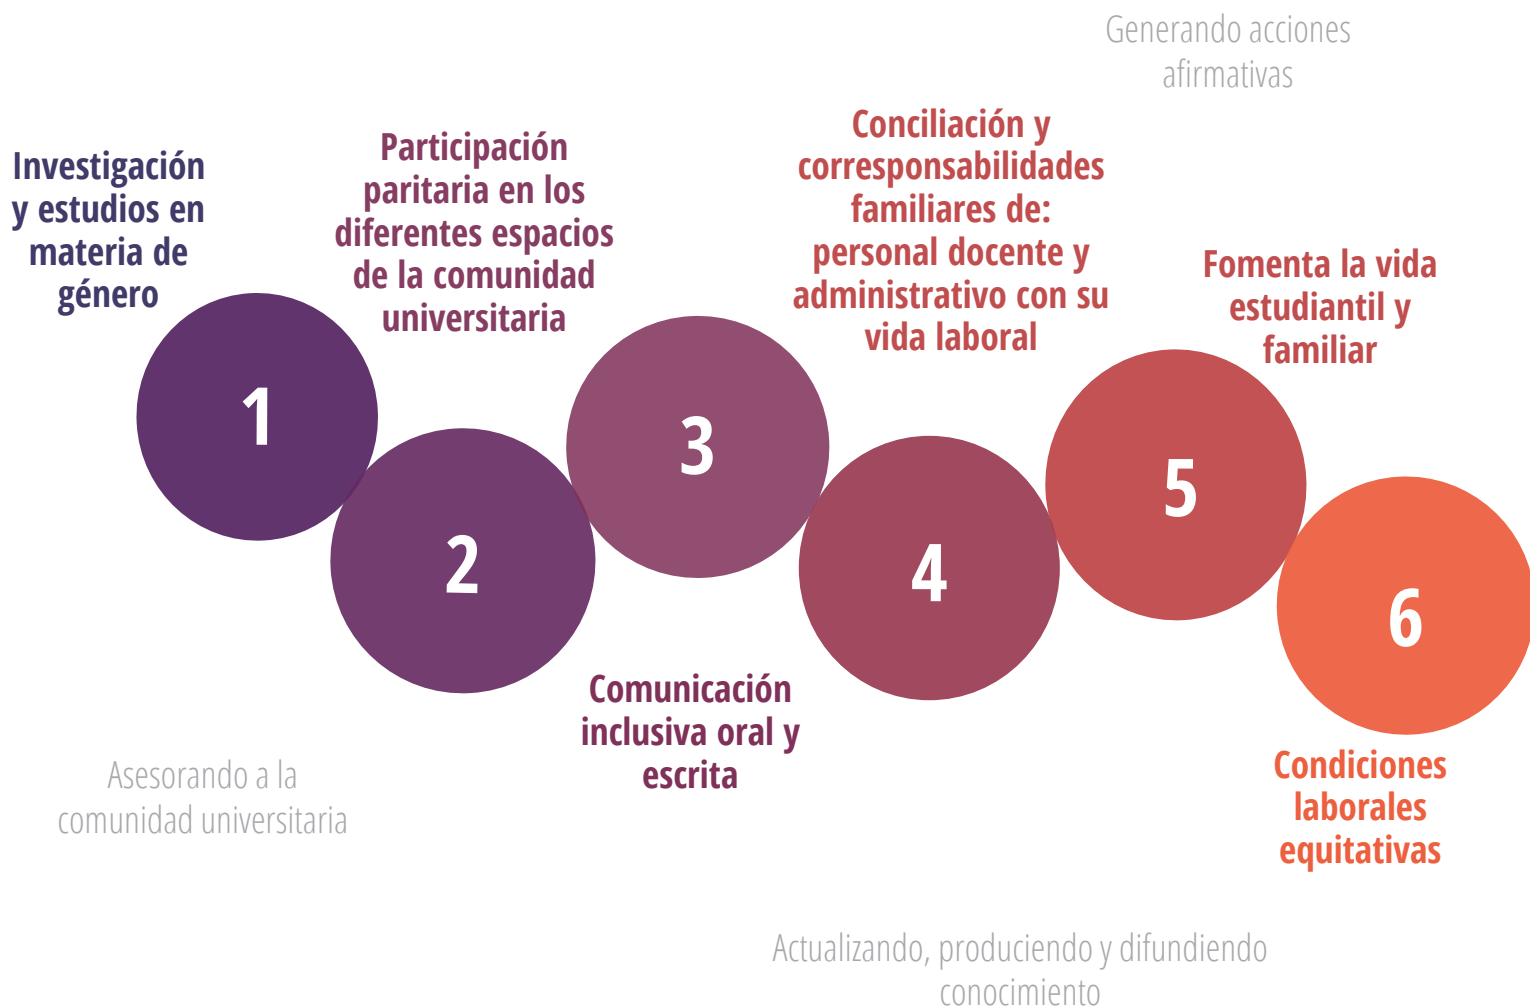 Generando acciones
afirmativas
Investigación
y estudios en
materia de
género
Participación
paritaria en los
diferentes espacios
de la comunidad
universitaria
Conciliación y
corresponsabilidades
familiares de:
personal docente y
administrativo con su
vida laboral
Fomenta la vida
estudiantil y
familiar
1
2
3
4
5
6
Comunicación
inclusiva oral y
escrita
Asesorando a la
comunidad universitaria
Condiciones
laborales
equitativas
Actualizando, produciendo y difundiendo
conocimiento